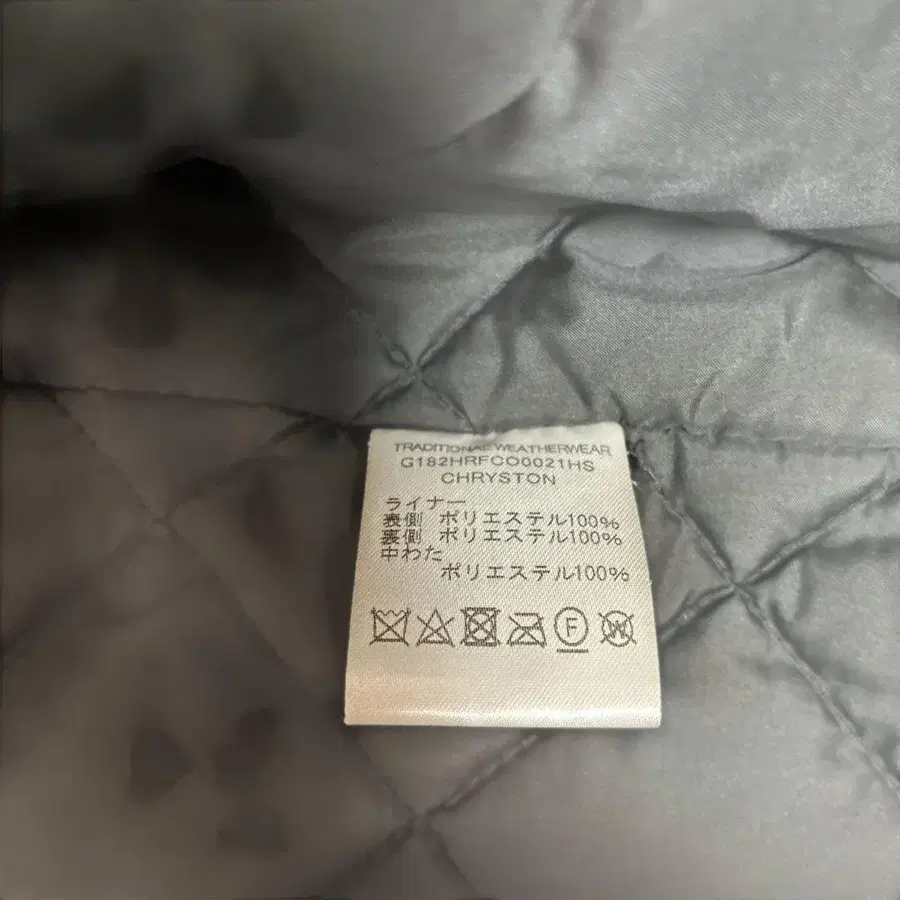 TRADITIONAL WEATHERWEAR
G182HRFCO0021HS
CHRYSTON
ライナー
表側 ポリエステル100%
裏側 ポリエステル100%
中わた
ポリエステル100%
F
W